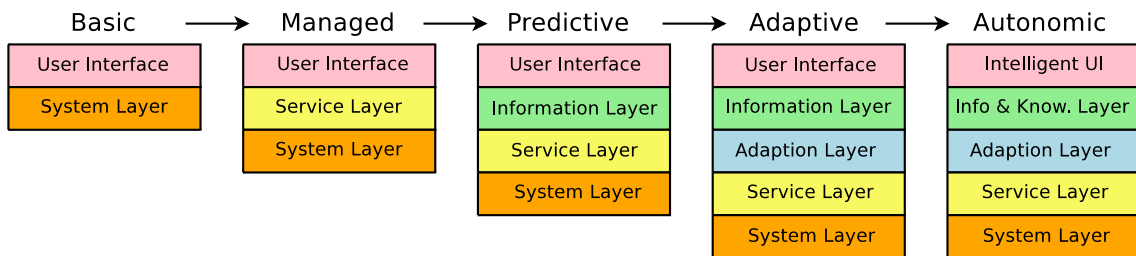 Basic
Managed
Predictive
Adaptive
Autonomic
User Interface
System Layer
User Interface
Service Layer
System Layer
User Interface
Information Layer
Service Layer
System Layer
User Interface
Information Layer
Adaption Layer
Service Layer
System Layer
Intelligent UI
Info & Know. Layer
Adaption Layer
Service Layer
System Layer